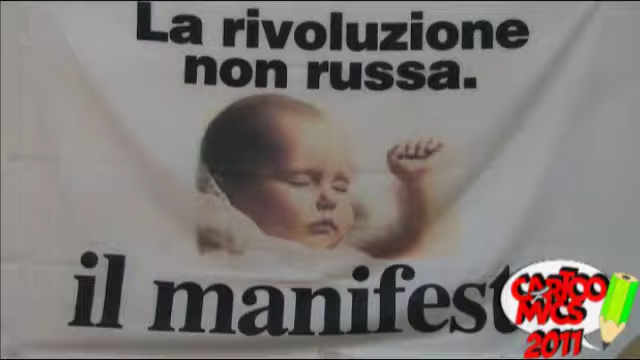 La rivoluzione
non russa.
il manifest
CARTOO
MICS
2011